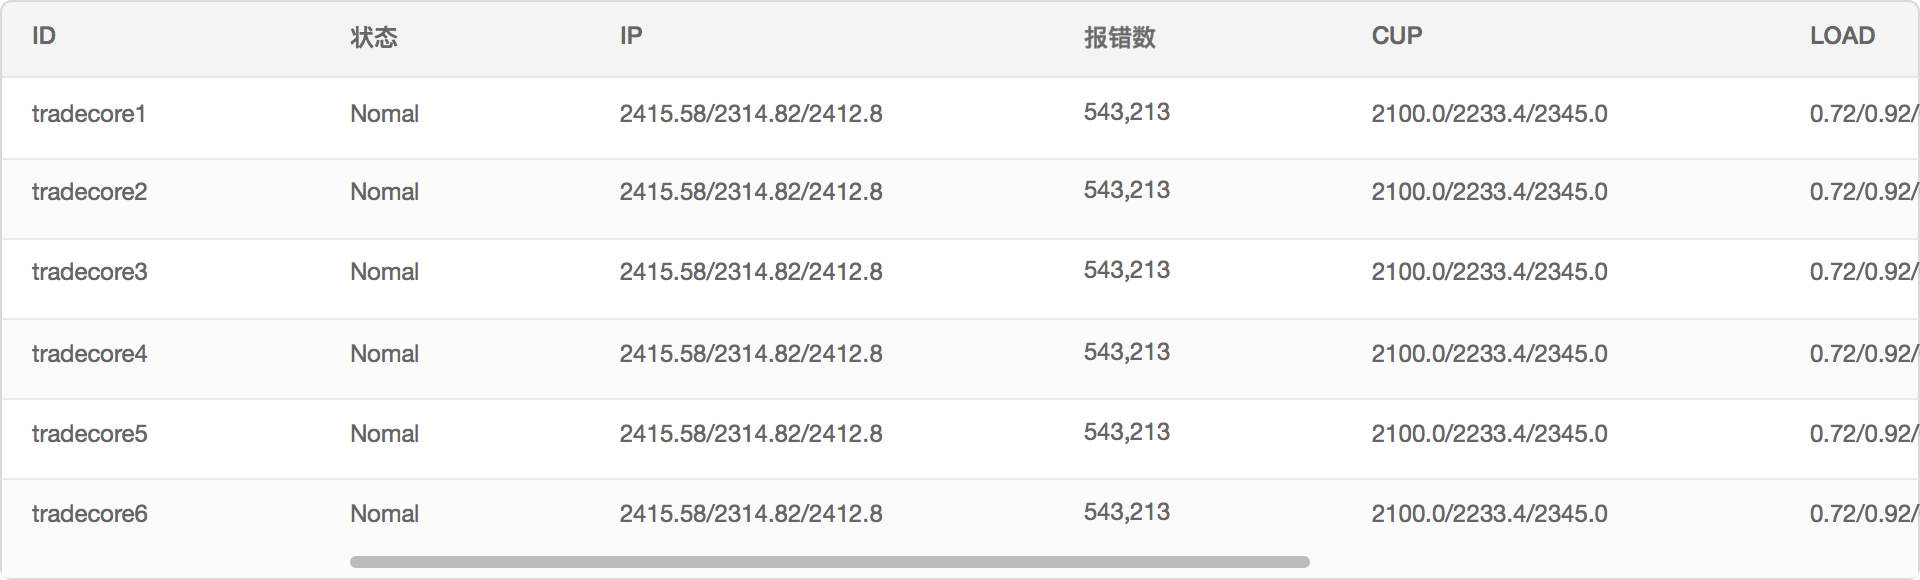 ID 状态 IP 报错数 CUP LOAD
tradecore1 Nomal 2415.58/2314.82/2412.8 543,213 2100.0/2233.4/2345.0 0.72/0.92/
tradecore2 Nomal 2415.58/2314.82/2412.8 543,213 2100.0/2233.4/2345.0 0.72/0.92/
tradecore3 Nomal 2415.58/2314.82/2412.8 543,213 2100.0/2233.4/2345.0 0.72/0.92/
tradecore4 Nomal 2415.58/2314.82/2412.8 543,213 2100.0/2233.4/2345.0 0.72/0.92/
tradecore5 Nomal 2415.58/2314.82/2412.8 543,213 2100.0/2233.4/2345.0 0.72/0.92/
tradecore6 Nomal 2415.58/2314.82/2412.8 543,213 2100.0/2233.4/2345.0 0.72/0.92/